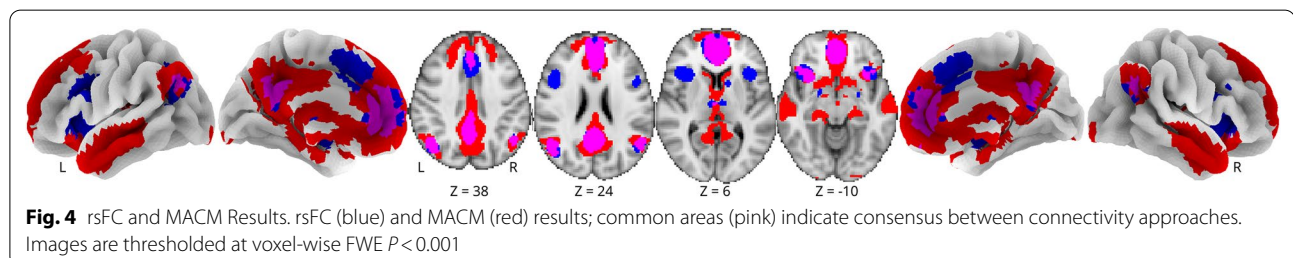 L
L R
Z = 38 Z = 24 Z = 6 Z = -10
R
Fig. 4 rsFC and MACM Results. rsFC (blue) and MACM (red) results; common areas (pink) indicate consensus between connectivity approaches.
Images are thresholded at voxel-wise FWE P < 0.001